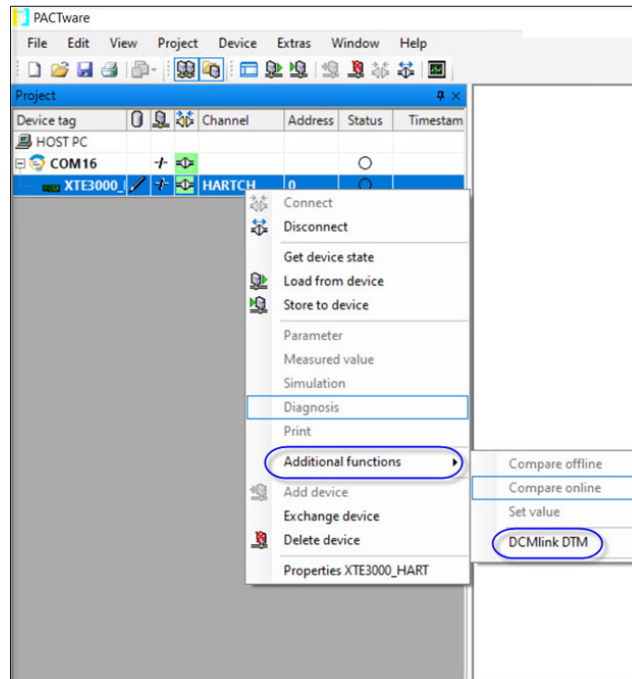 PACTware
File Edit View Project Device Extras Window Help
Project
Device tag Channel Address Status Timestam
HOST PC
COM16
XTE3000_ HARTCH 0
Connect
Disconnect
Get device state
Load from device
Store to device
Parameter
Measured value
Simulation
Diagnosis
Print
Additional functions
Compare offline
Compare online
Set value
DCMlink DTM
Add device
Exchange device
Delete device
Properties XTE3000_HART